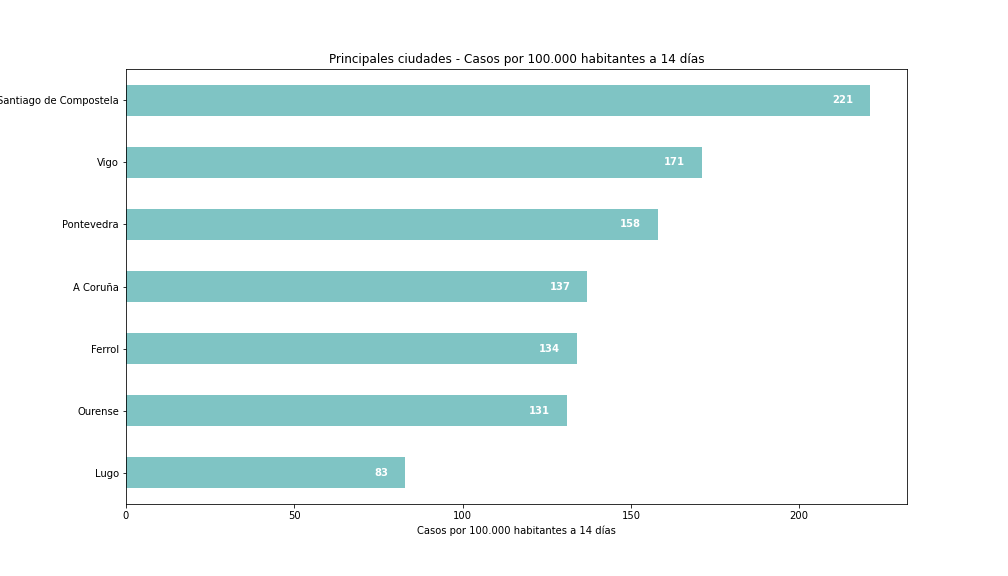 Principales ciudades - Casos por 100.000 habitantes a 14 días
Santiago de Compostela 221
Vigo 171
Pontevedra 158
A Coruña 137
Ferrol 134
Ourense 131
Lugo 83
0 50 100 150 200
Casos por 100.000 habitantes a 14 días